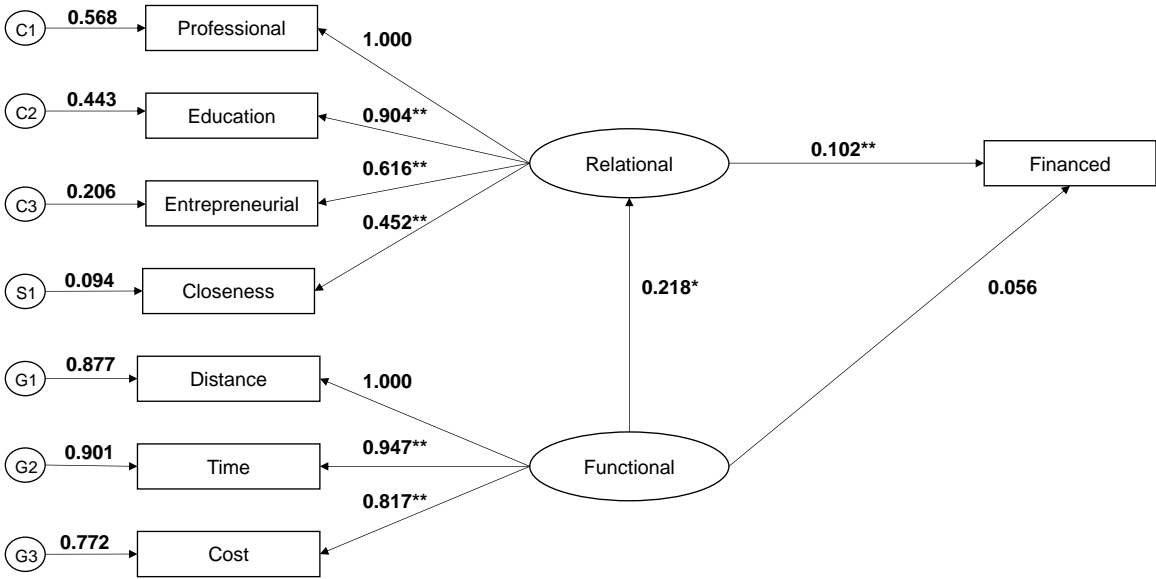 C1
0.568
Professional
1.000
C2
0.443
Education
0.904**
Relational
0.102**
Financed
0.616**
C3
0.206
Entrepreneurial
0.452**
S1
0.094
Closeness
0.218*
0.056
G1
0.877
Distance
1.000
G2
0.901
Time
0.947**
Functional
0.817**
G3
0.772
Cost